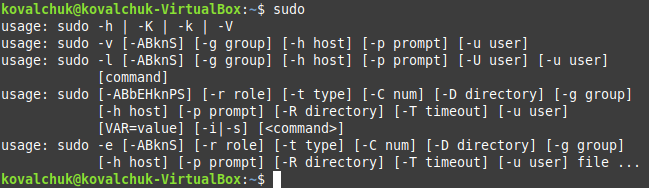 kovalchuk@kovalchuk-VirtualBox:~$ sudo
usage: sudo -h | -K | -k | -V
usage: sudo -v [-ABknS] [-g group] [-h host] [-p prompt] [-u user]
usage: sudo -l [-ABknS] [-g group] [-h host] [-p prompt] [-U user] [-u user]
            [command]
usage: sudo [-ABbEHknPS] [-r role] [-t type] [-C num] [-D directory] [-g group]
            [-h host] [-p prompt] [-R directory] [-T timeout] [-u user]
            [VAR=value] [-i|-s] [<command>]
usage: sudo -e [-ABknS] [-r role] [-t type] [-C num] [-D directory] [-g group]
            [-h host] [-p prompt] [-R directory] [-T timeout] [-u user] file ...
kovalchuk@kovalchuk-VirtualBox:~$